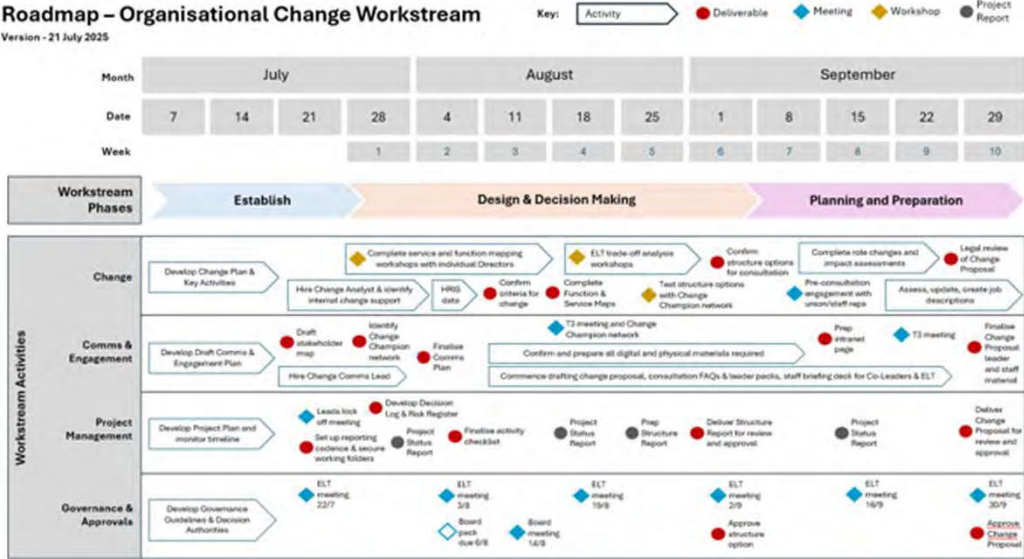 Roadmap – Organisational Change Workstream
Version - 21 July 2025
Key:
Activity
Deliverable
Meeting
Workshop
Project
Report
Month
July
August
September
Date
7
14
21
28
4
11
18
25
1
8
15
22
29
Week
1
2
3
4
5
6
7
8
9
10
Workstream
Phases
Establish
Design & Decision Making
Planning and Preparation
Workstream Activities
Change
Develop Change Plan &
Key Activities
Complete service and function mapping
workshops with individual Directors
ELT trade-off analysis
workshops
Confirm
structure options
for consultation
Complete role changes and
impact assessments
Legal review
of Change
Proposal
Hire Change Analyst & identify
internal change support
HRIS
data
Confirm
criteria for
change
Complete
Function &
Service Maps
Test structure options
with Change
Champion network
Pre-consultation
engagement with
union/staff reps
Assess, update, create job
descriptions
Comms &
Engagement
Develop Draft Comms &
Engagement Plan
Draft
stakeholder
map
Identify
Change
Champion
network
Finalise
Comms
Plan
T3 meeting and Change
Champion network
Prep
intranet
page
T3 meeting
Finalise
Change
Proposal
leader
and staff
material
Confirm and prepare all digital and physical materials required
Hire Change Comms Lead
Commence drafting change proposal, consultation FAQs & leader packs, staff briefing deck for Co-Leaders & ELT
Project
Management
Develop Project Plan and
monitor timeline
Leads kick
off meeting
Develop Decision
Log & Risk Register
Set up reporting
cadence & secure
working folders
Project
Status
Report
Finalise activity
checklist
Project
Status
Report
Prep
Structure
Report
Deliver Structure
Report for review
and approval
Project
Status
Report
Deliver
Change
Proposal for
review and
approval
Governance &
Approvals
Develop Governance
Guidelines & Decision
Authorities
ELT
meeting
22/7
ELT
meeting
ELT
meeting
19/8
ELT
meeting
2/9
ELT
meeting
16/9
ELT
meeting
30/9
Board
pack
due 6/8
Board
meeting
14/8
Approve
structure
option
Approve
Change
Proposal